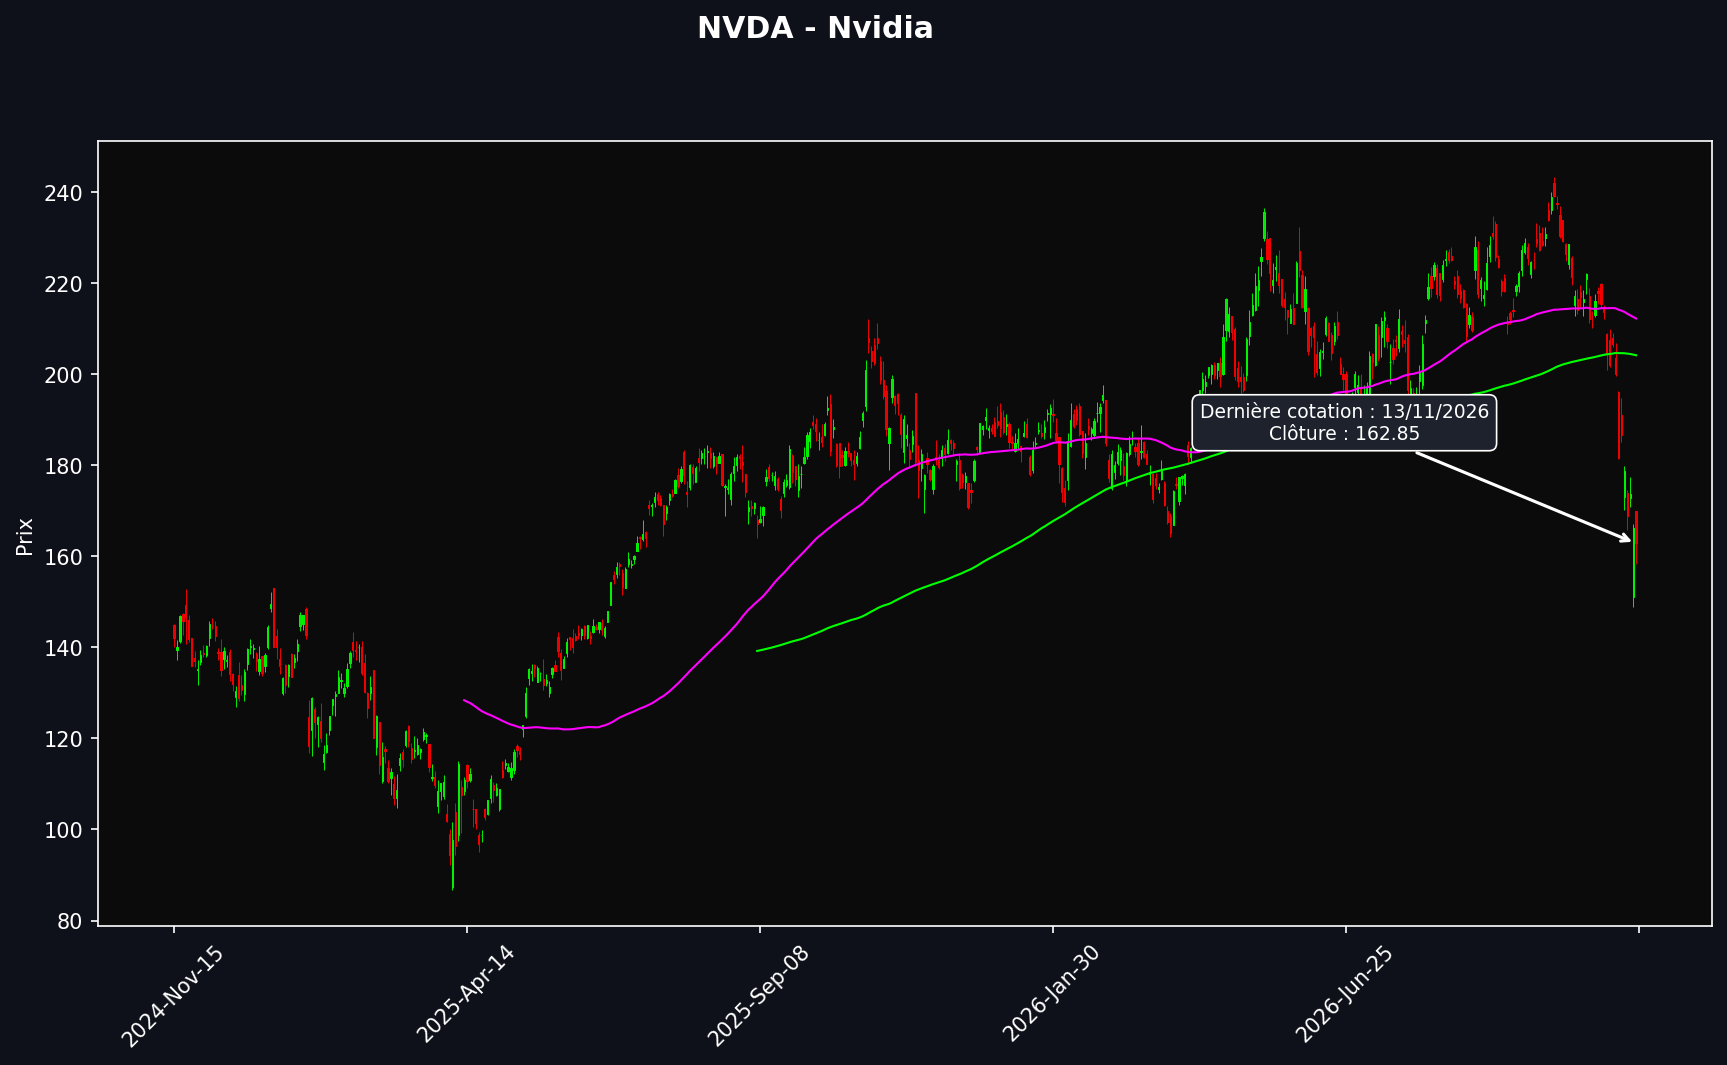 NVDA - Nvidia
Prix
240
220
200
180
160
140
120
100
80
Dernière cotation : 13/11/2026
Clôture : 162.85
2024-Nov-15
2025-Apr-14
2025-Sep-08
2026-Jan-30
2026-Jun-25